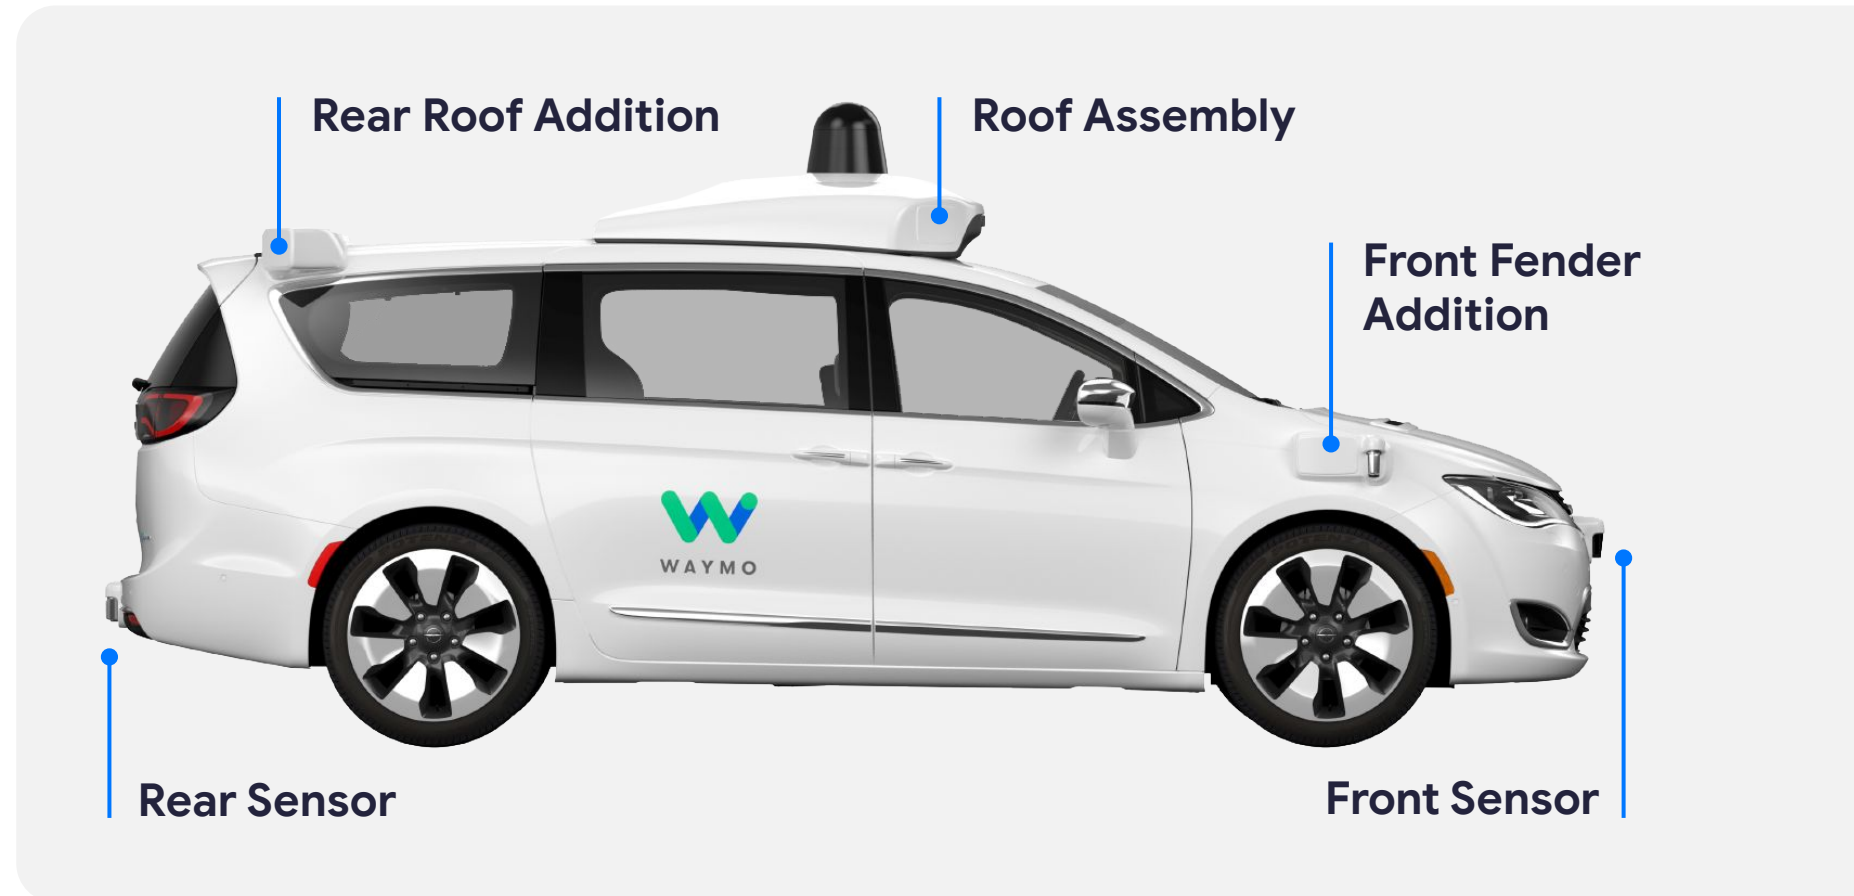 Rear Roof Addition
Roof Assembly
Front Fender
Addition
WAYMO
Rear Sensor
Front Sensor